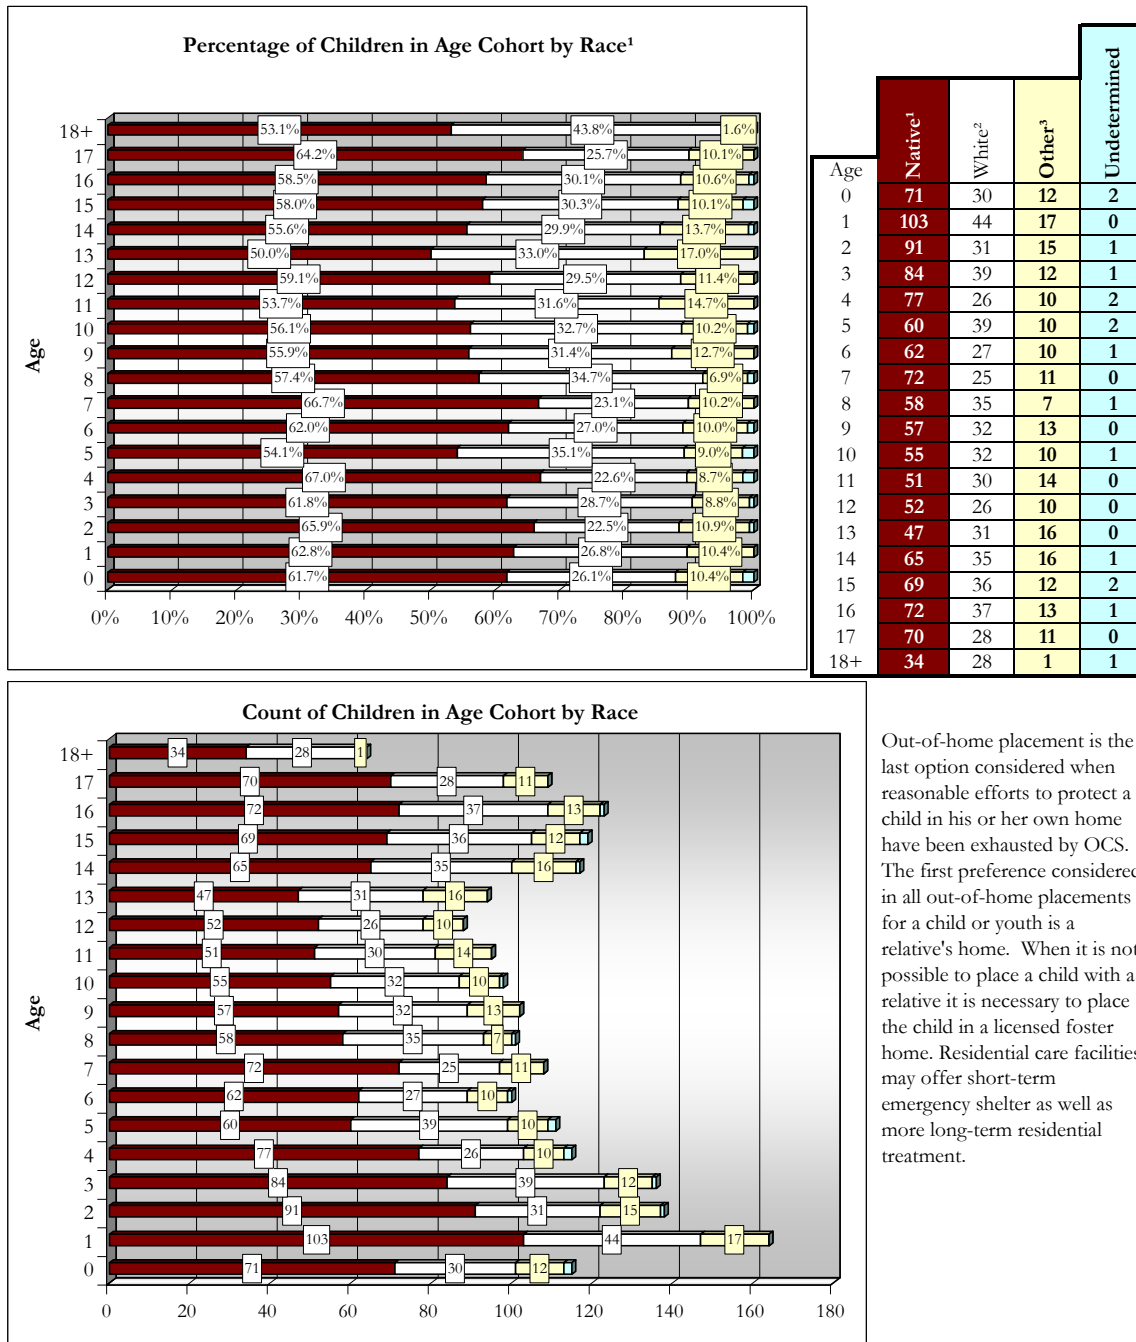 Percentage of Children in Age Cohort by Race¹
Age
18+ 53.1% 43.8% 1.6%
17 64.2% 25.7% 10.1%
16 58.5% 30.1% 10.6%
15 58.0% 30.3% 10.1%
14 55.6% 29.9% 13.7%
13 50.0% 33.0% 17.0%
12 59.1% 29.5% 11.4%
11 53.7% 31.6% 14.7%
10 56.1% 32.7% 10.2%
9 55.9% 31.4% 12.7%
8 57.4% 34.7% 6.9%
7 66.7% 23.1% 10.2%
6 62.0% 27.0% 10.0%
5 54.1% 35.1% 9.0%
4 67.0% 22.6% 8.7%
3 61.8% 28.7% 8.8%
2 65.9% 22.5% 10.9%
1 62.8% 26.8% 10.4%
0 61.7% 26.1% 10.4%
0% 10% 20% 30% 40% 50% 60% 70% 80% 90% 100%
Age Native¹ White² Other³ Undetermined
0 71 30 12 2
1 103 44 17 0
2 91 31 15 1
3 84 39 12 1
4 77 26 10 2
5 60 39 10 2
6 62 27 10 1
7 72 25 11 0
8 58 35 7 1
9 57 32 13 0
10 55 32 10 1
11 51 30 14 0
12 52 26 10 0
13 47 31 16 0
14 65 35 16 1
15 69 36 12 2
16 72 37 13 1
17 70 28 11 0
18+ 34 28 1 1
Count of Children in Age Cohort by Race
Age
18+ 34 28 1
17 70 28 11
16 72 37 13
15 69 36 12
14 65 35 16
13 47 31 16
12 52 26 10
11 51 30 14
10 55 32 10
9 57 32 13
8 58 35 7
7 72 25 11
6 62 27 10
5 60 39 10
4 77 26 10
3 84 39 12
2 91 31 15
1 103 44 17
0 71 30 12
0 20 40 60 80 100 120 140 160 180
Out-of-home placement is the
last option considered when
reasonable efforts to protect a
child in his or her own home
have been exhausted by OCS.
The first preference considered
in all out-of-home placements
for a child or youth is a
relative's home. When it is not
possible to place a child with a
relative it is necessary to place
the child in a licensed foster
home. Residential care facilities
may offer short-term
emergency shelter as well as
more long-term residential
treatment.